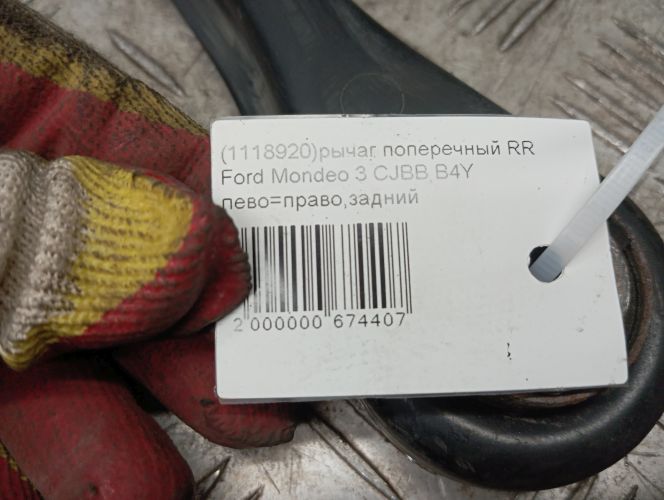 (1118920)рычаг поперечный RR
Ford Mondeo 3 CJBB B4Y
лево=право,задний
2 000000 674407